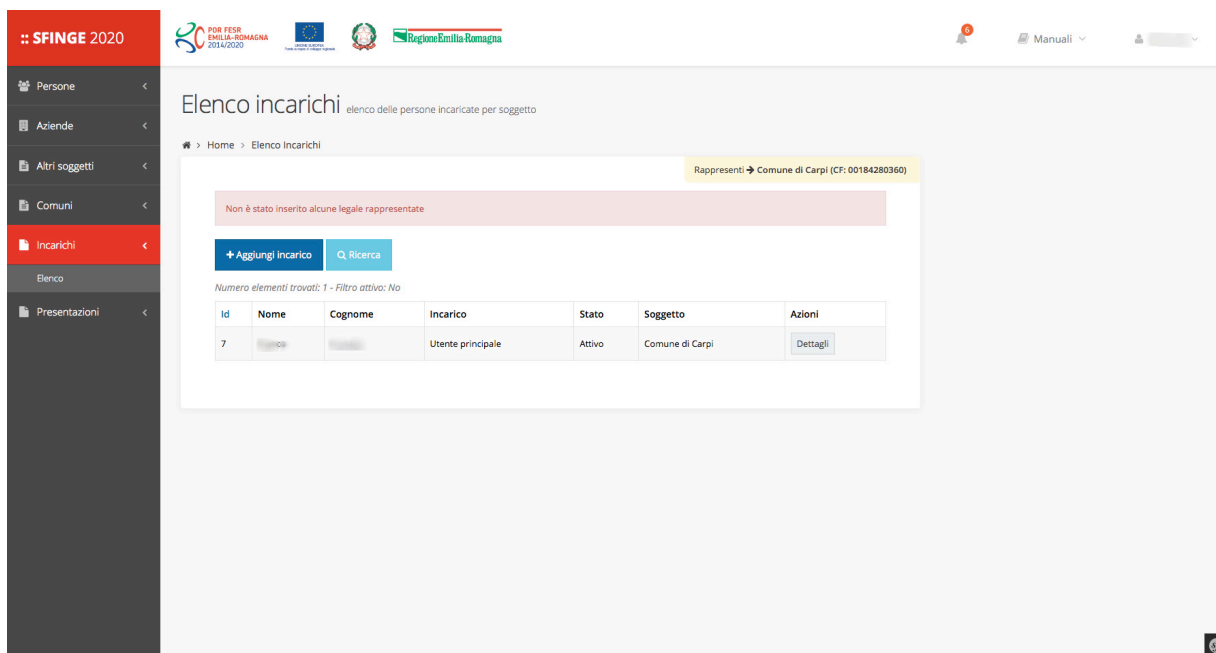 :: SFINGE 2020
POR FESR
EMILIA-ROMAGNA
2014/2020
UNIONE EUROPEA
RegioneEmilia-Romagna
6
Manuali
Persone
Aziende
Altri soggetti
Comuni
Incarichi
Elenco
Presentazioni
Elenco incarichi elenco delle persone incaricate per soggetto
> Home > Elenco Incarichi
Rappresenti → Comune di Carpi (CF: 00184280360)
Non è stato inserito alcune legale rappresentate
+ Aggiungi incarico Ricerca
Numero elementi trovati: 1 - Filtro attivo: No
Id Nome Cognome Incarico Stato Soggetto Azioni
7 Utente principale Attivo Comune di Carpi Dettagli